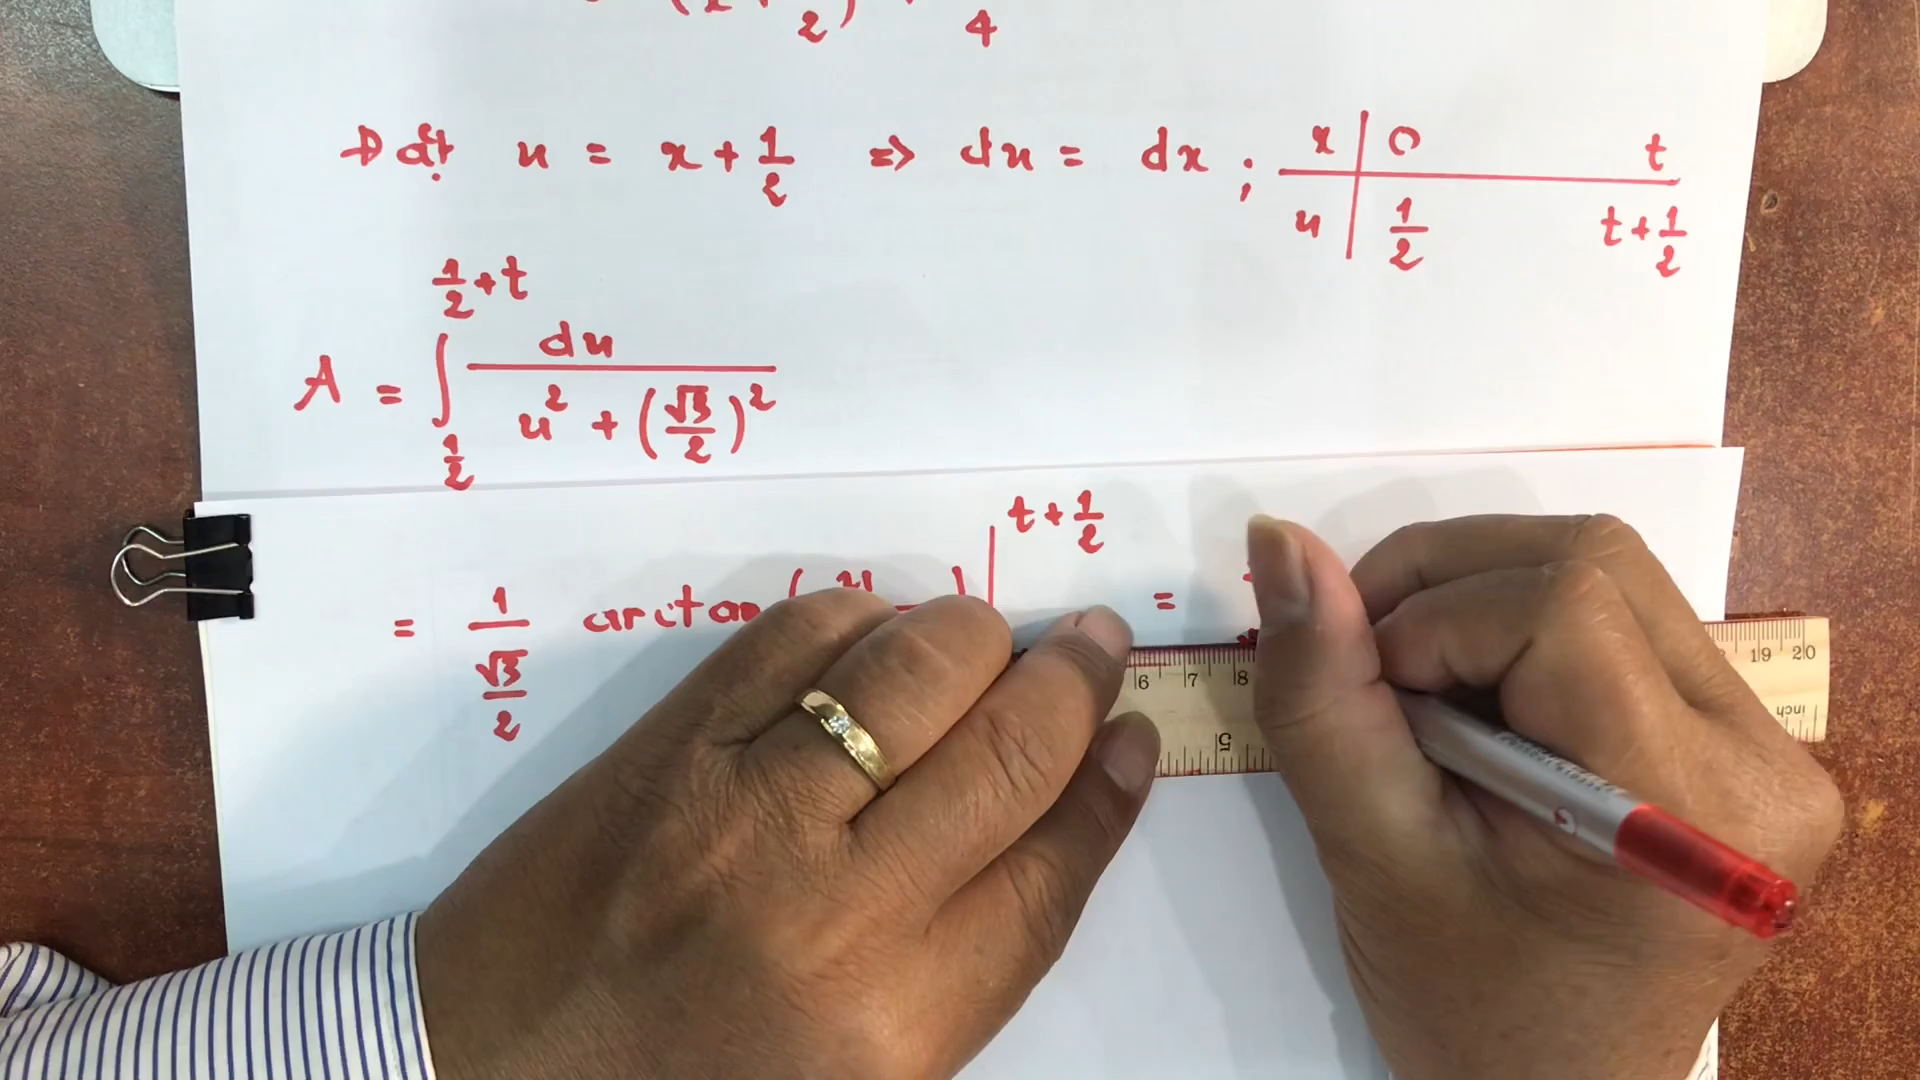 2 4
Đặt u = x + 1/2 => du = dx ; x | 0 t
u | 1/2 t + 1/2
1/2 + t
A = ∫ du / (u² + (√3/2)²)
1/2
t + 1/2
= 1/(√3/2) arctan (u =
6 7 8 19 20
5 inch